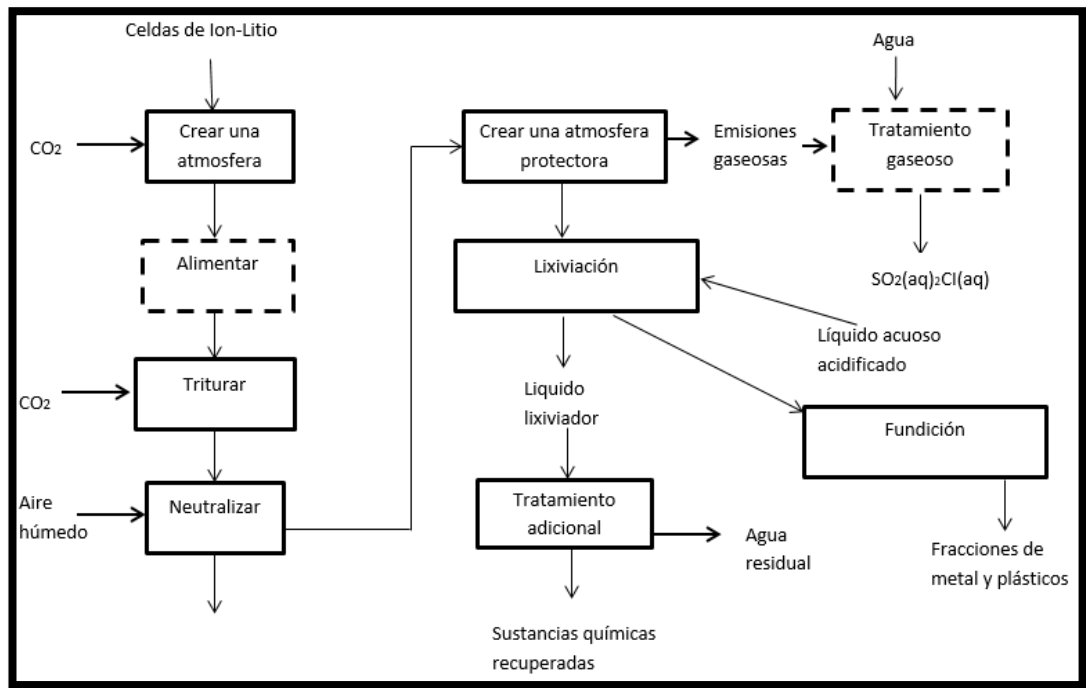 Celdas de Ion-Litio
CO2
Crear una
atmosfera
Alimentar
CO2
Triturar
Aire
húmedo
Neutralizar
Crear una atmosfera
protectora
Emisiones
gaseosas
Agua
Tratamiento
gaseoso
SO2(aq)2Cl(aq)
Lixiviación
Líquido acuoso
acidificado
Liquido
lixiviador
Fundición
Tratamiento
adicional
Agua
residual
Fracciones de
metal y plásticos
Sustancias químicas
recuperadas